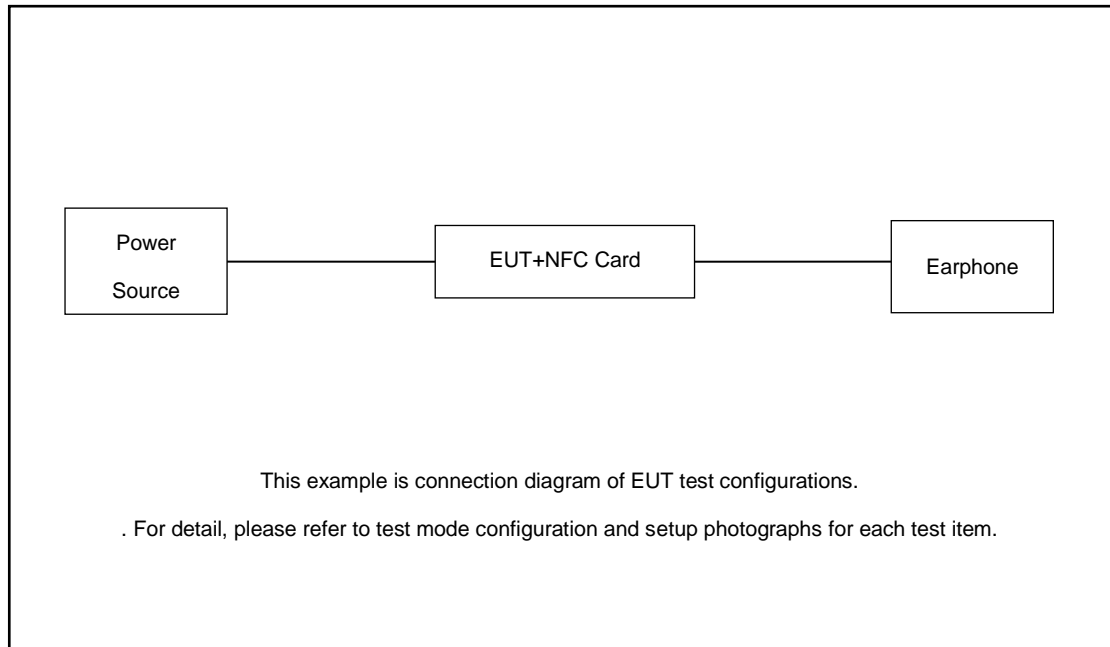 Power
Source
EUT+NFC Card
Earphone
This example is connection diagram of EUT test configurations.
. For detail, please refer to test mode configuration and setup photographs for each test item.